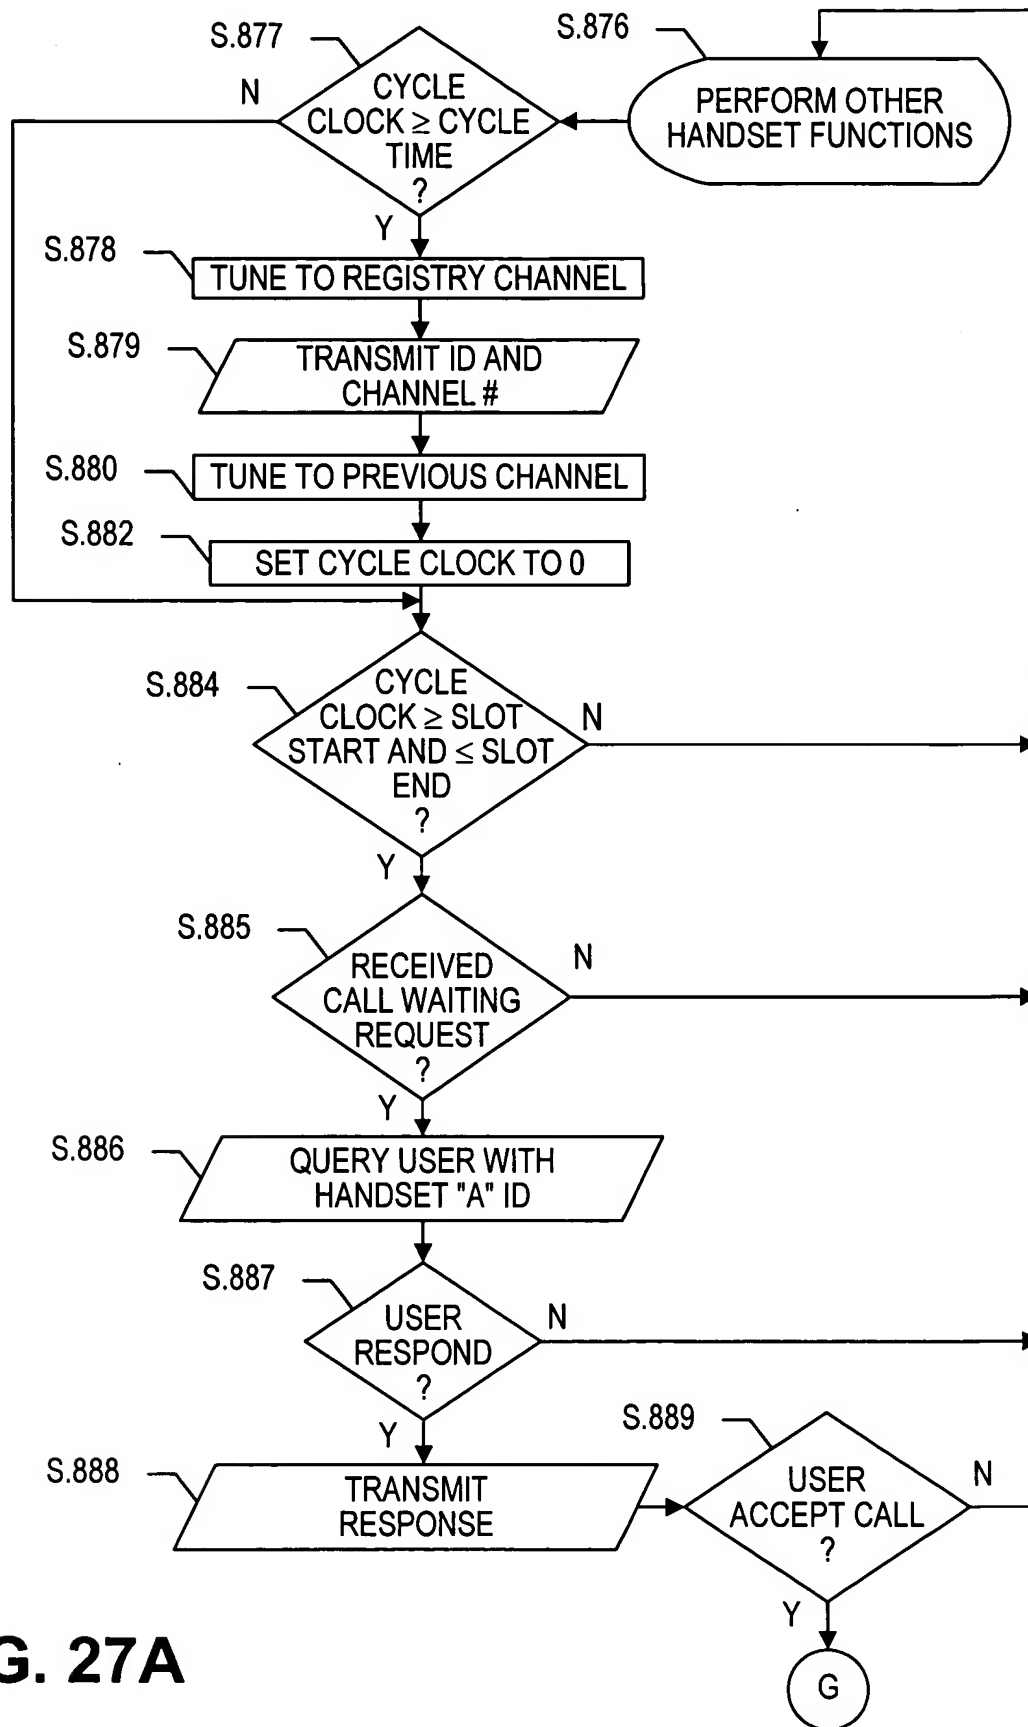 S.877
S.876
N
CYCLE
CLOCK ≥ CYCLE
TIME
?
PERFORM OTHER
HANDSET FUNCTIONS
Y
S.878
TUNE TO REGISTRY CHANNEL
S.879
TRANSMIT ID AND
CHANNEL #
S.880
TUNE TO PREVIOUS CHANNEL
S.882
SET CYCLE CLOCK TO 0
S.884
CYCLE
CLOCK ≥ SLOT
START AND ≤ SLOT
END
?
N
Y
S.885
RECEIVED
CALL WAITING
REQUEST
?
N
Y
S.886
QUERY USER WITH
HANDSET "A" ID
S.887
USER
RESPOND
?
N
Y
S.888
TRANSMIT
RESPONSE
S.889
USER
ACCEPT CALL
?
N
Y
G
G. 27A